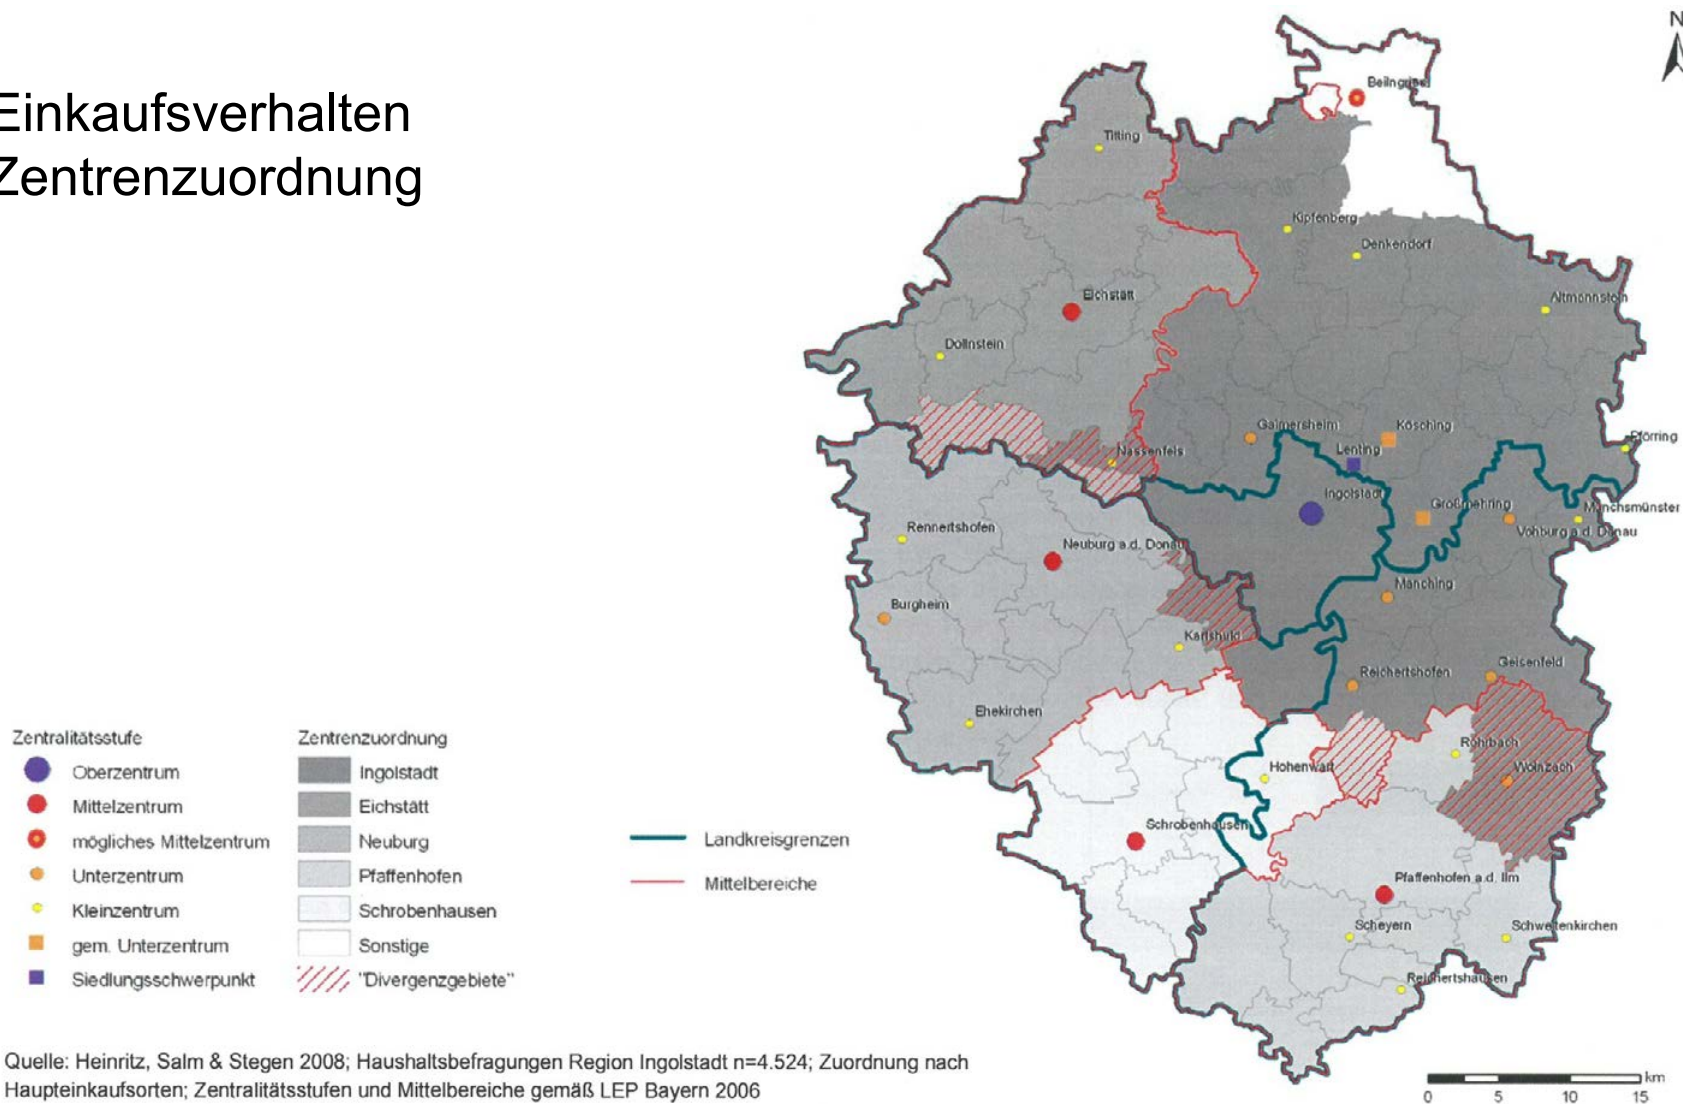 Einkaufsverhalten
Zentrenzuordnung
N
Beilngries
Titting
Kipfenberg
Denkendorf
Altmannstein
Eichstätt
Dollnstein
Gaimersheim
Kösching
Pförring
Lenting
Nassenfels
Ingolstadt
Großmehring
Münchsmünster
Vohburg a.d. Donau
Rennertshofen
Neuburg a.d. Donau
Manching
Burgheim
Karlshuld
Reichertshofen
Geisenfeld
Ehekirchen
Rohrbach
Hohenwart
Wolnzach
Schrobenhausen
Pfaffenhofen a.d. Ilm
Scheyern
Schweitenkirchen
Reichertshausen
Zentralitätsstufe
Oberzentrum
Mittelzentrum
mögliches Mittelzentrum
Unterzentrum
Kleinzentrum
gem. Unterzentrum
Siedlungsschwerpunkt
Zentrenzuordnung
Ingolstadt
Eichstätt
Neuburg
Pfaffenhofen
Schrobenhausen
Sonstige
"Divergenzgebiete"
Landkreisgrenzen
Mittelbereiche
km
0 5 10 15
Quelle: Heinritz, Salm & Stegen 2008; Haushaltsbefragungen Region Ingolstadt n=4.524; Zuordnung nach
Haupteinkaufsorten; Zentralitätsstufen und Mittelbereiche gemäß LEP Bayern 2006